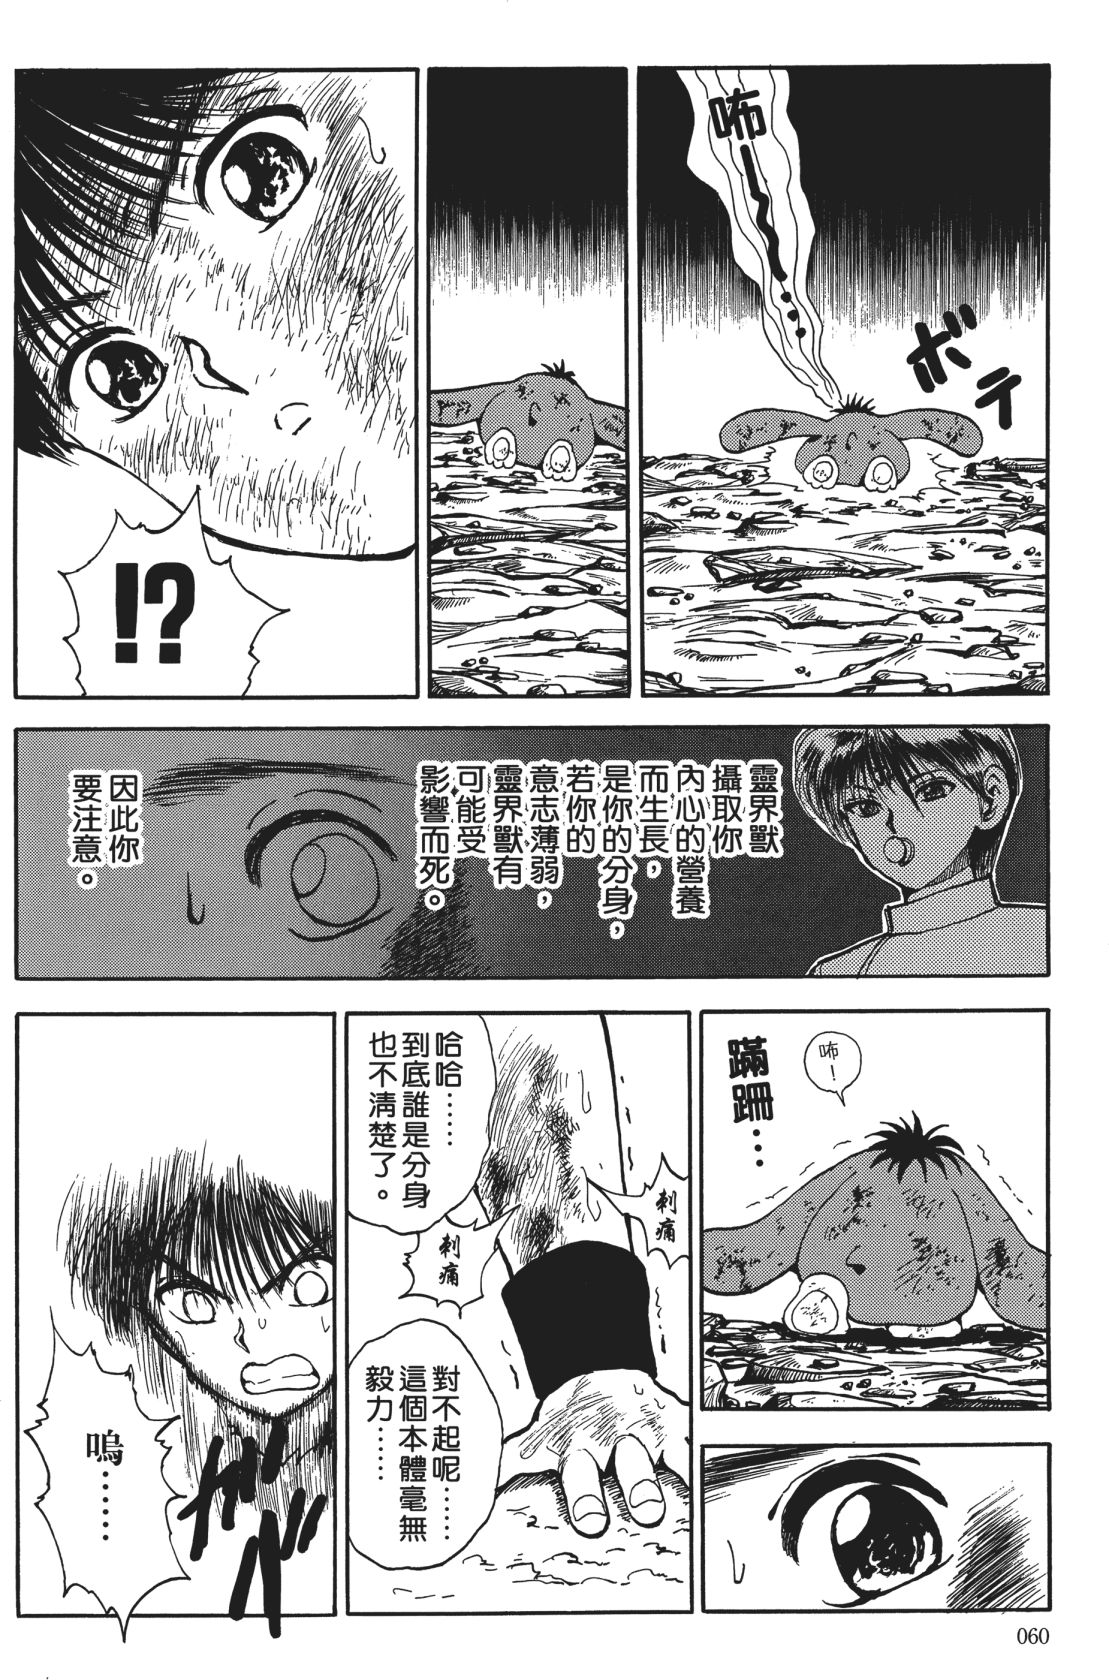 咘ー～…
ボテ
!?
靈界獸
攝取你
內心的營養
而生長，
是你的分身，
若你的
意志薄弱，
靈界獸有
可能受
影響而死。
因此你
要注意。
咘！
蹣跚…
刺痛
刺痛
哈哈……
到底誰是分身
也不清楚了。
對不起呢……
這個本體毫無
毅力……
嗚……
ガガ
060